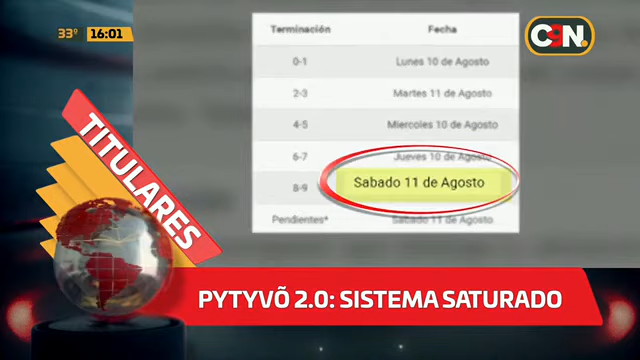 33º 16:01
C9N.
Terminación Fecha
0-1 Lunes 10 de Agosto
2-3 Martes 11 de Agosto
4-5 Miercoles 10 de Agosto
6-7 Jueves 10 de Agosto
8-9 Sabado 11 de Agosto
Pendientes* Sabado 11 de Agosto
TITULARES
PYTYVÕ 2.0: SISTEMA SATURADO